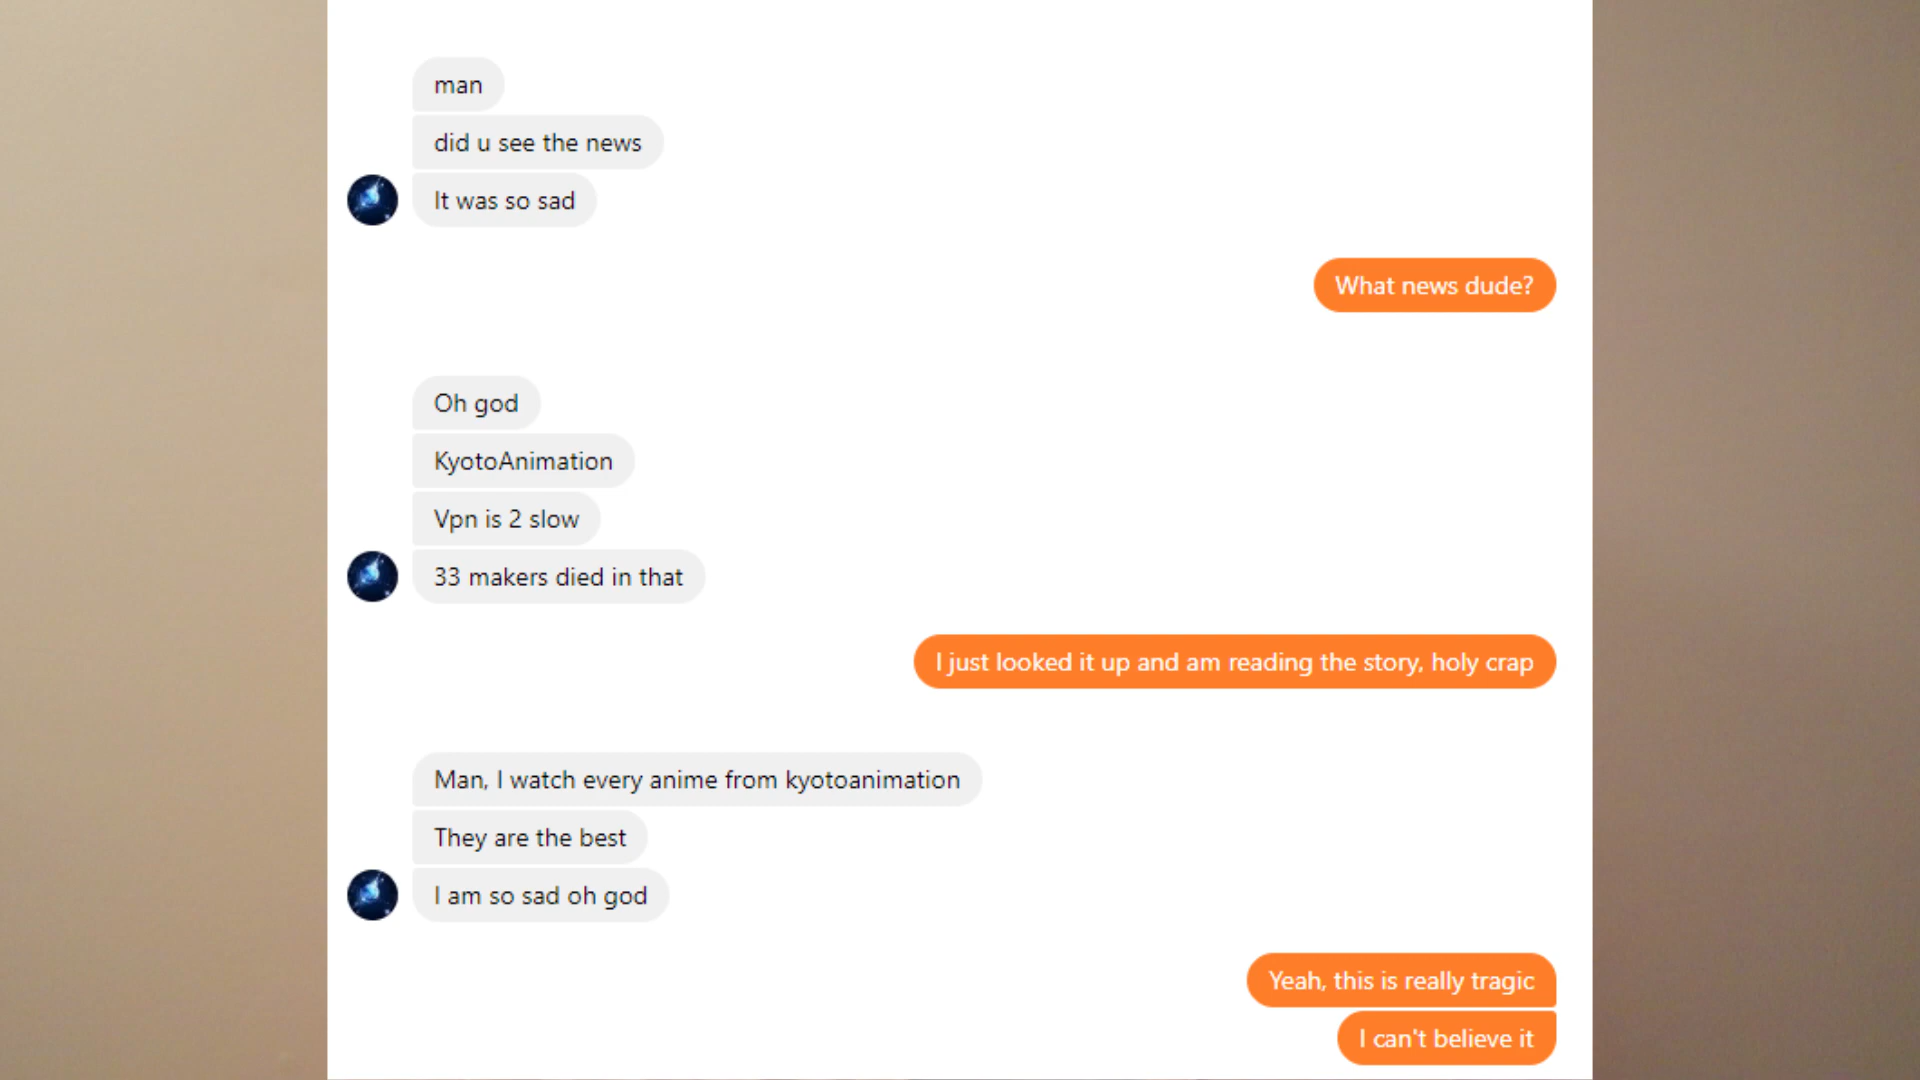 man
did u see the news
It was so sad
What news dude?
Oh god
KyotoAnimation
Vpn is 2 slow
33 makers died in that
I just looked it up and am reading the story, holy crap
Man, I watch every anime from kyotoanimation
They are the best
I am so sad oh god
Yeah, this is really tragic
I can't believe it